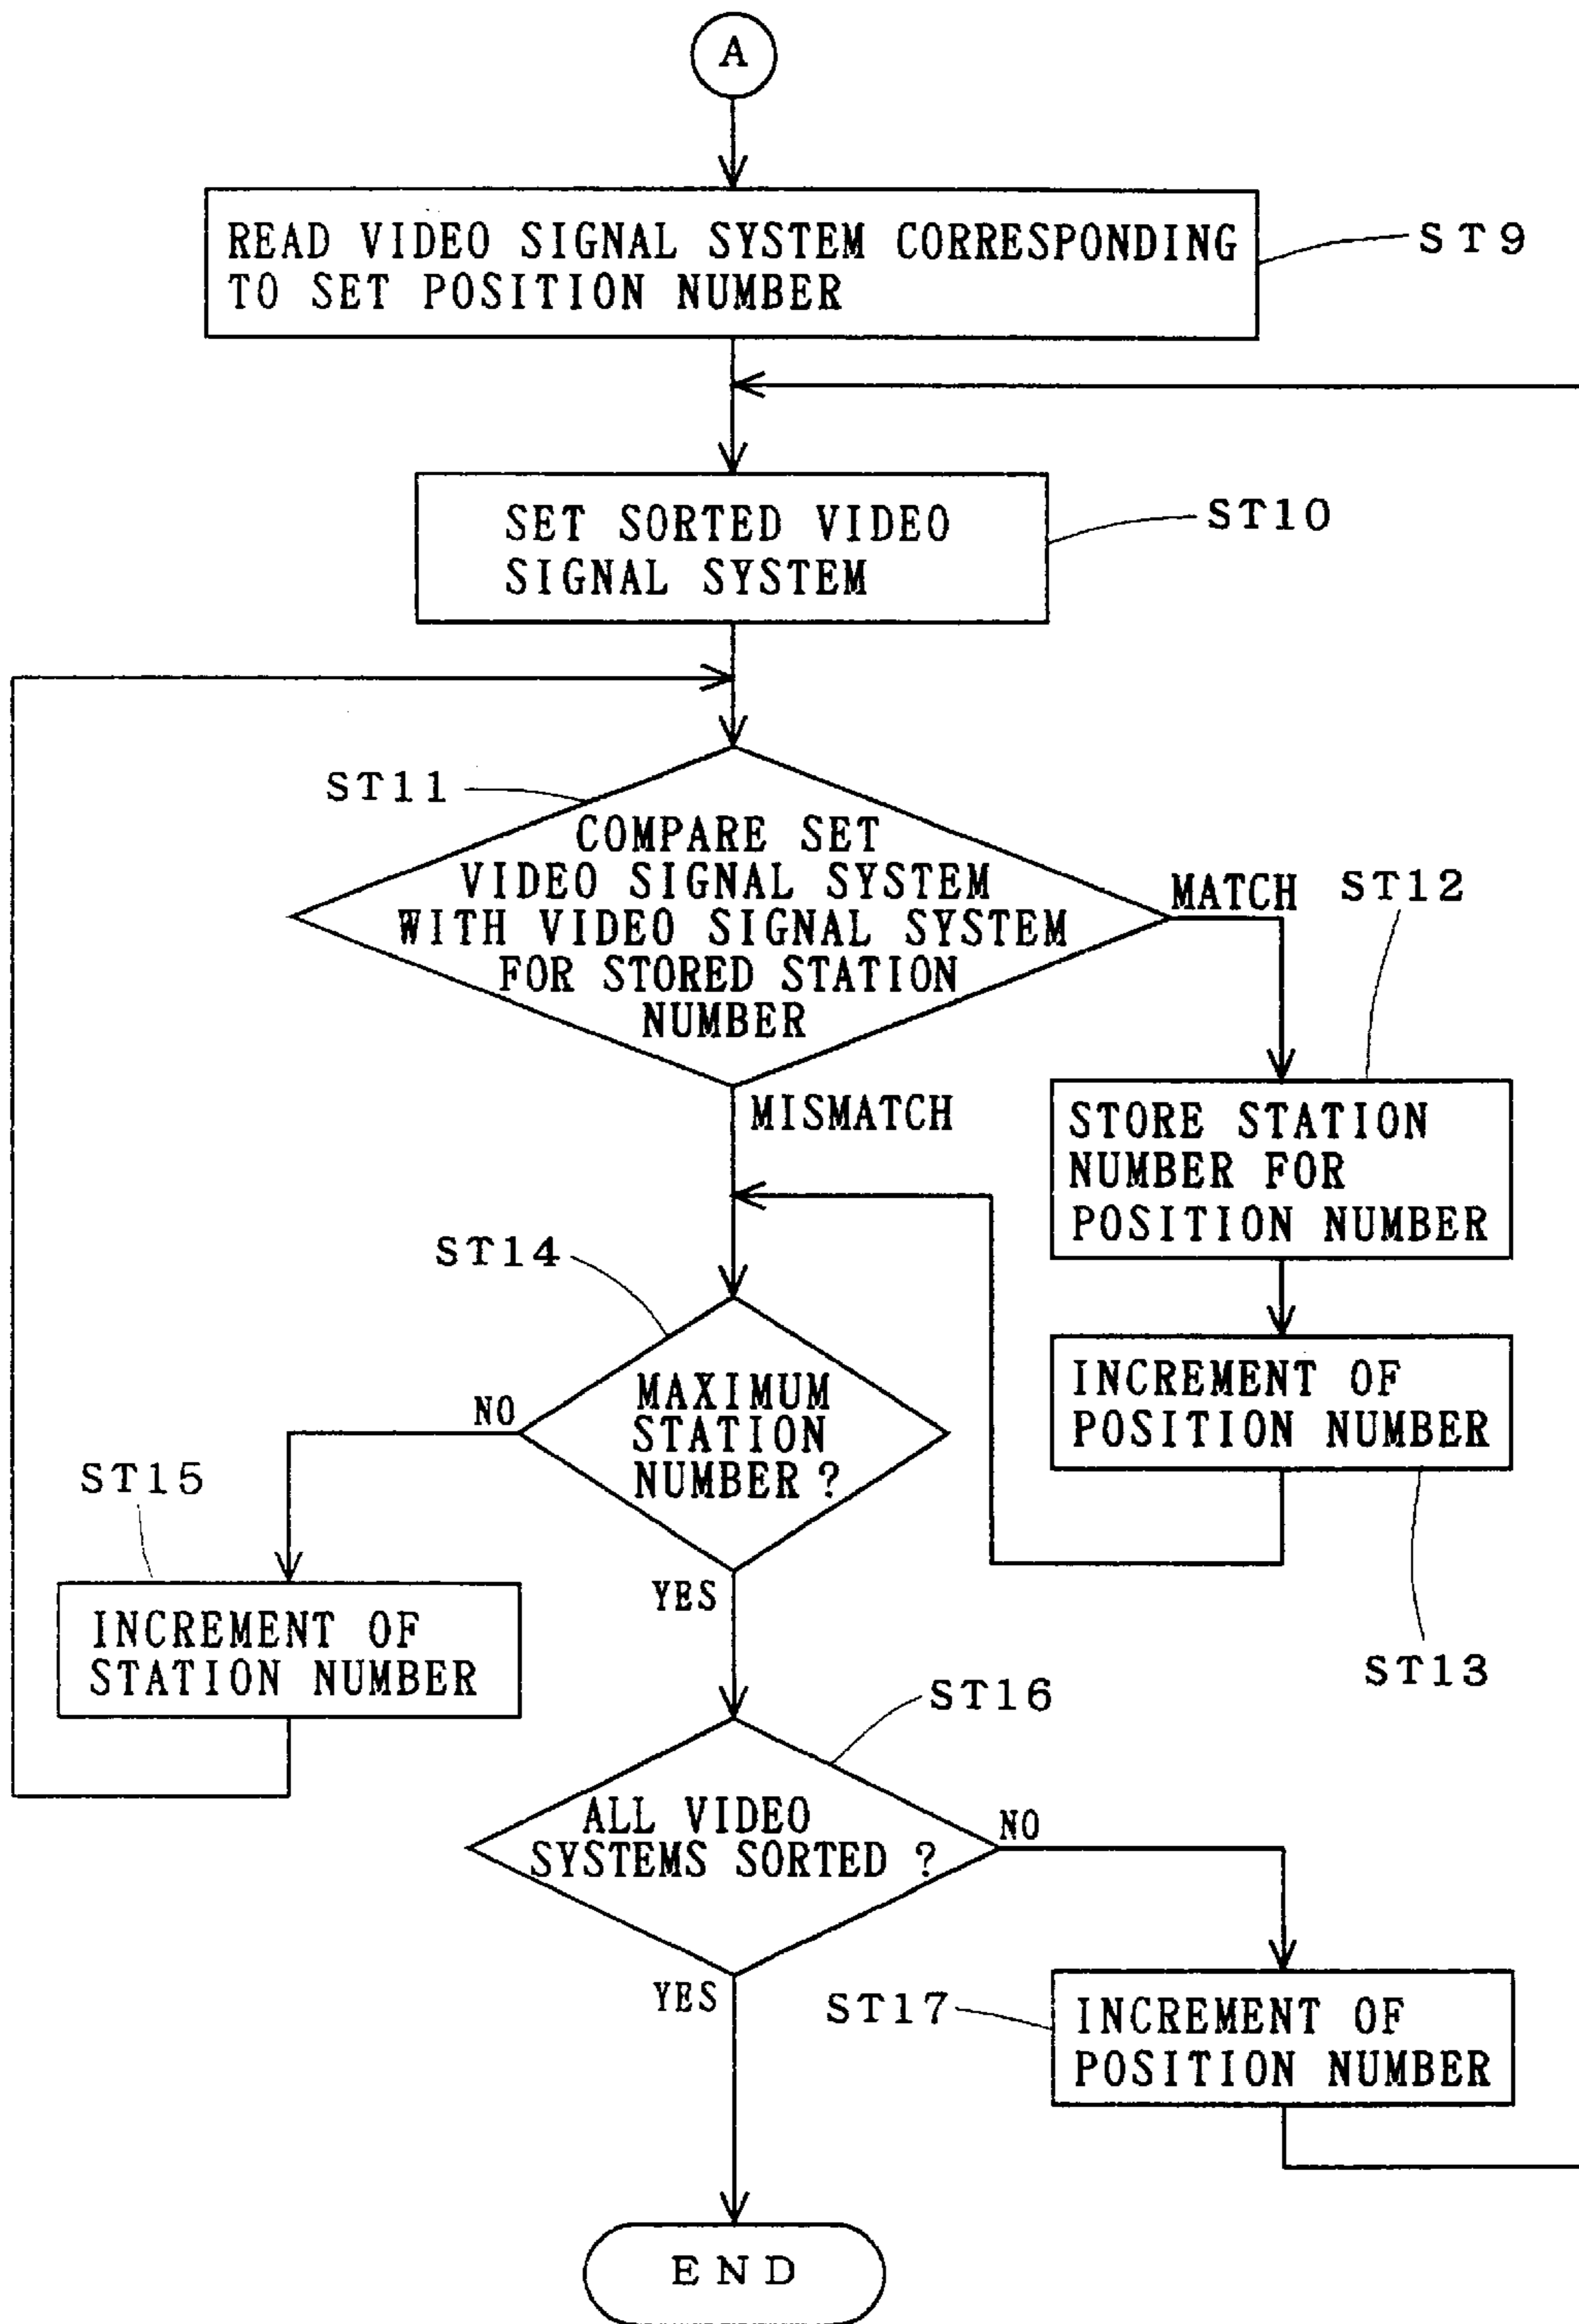 A
READ VIDEO SIGNAL SYSTEM CORRESPONDING
TO SET POSITION NUMBER
ST9
SET SORTED VIDEO
SIGNAL SYSTEM
ST10
ST11
COMPARE SET
VIDEO SIGNAL SYSTEM
WITH VIDEO SIGNAL SYSTEM
FOR STORED STATION
NUMBER
MATCH
ST12
MISMATCH
STORE STATION
NUMBER FOR
POSITION NUMBER
ST14
MAXIMUM
STATION
NUMBER ?
NO
INCREMENT OF
POSITION NUMBER
ST15
YES
INCREMENT OF
STATION NUMBER
ST13
ST16
ALL VIDEO
SYSTEMS SORTED ?
NO
YES
ST17
INCREMENT OF
POSITION NUMBER
END